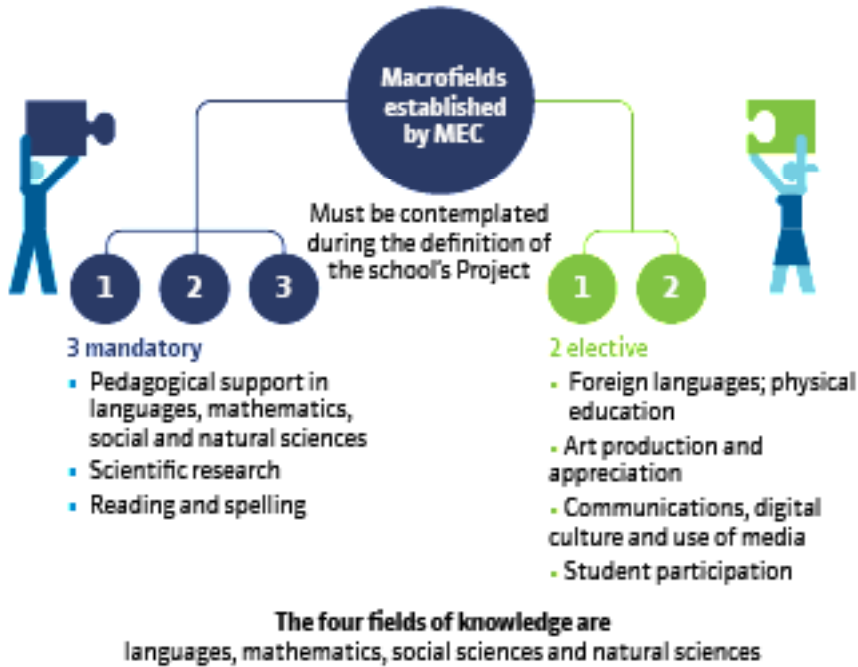 Macrofields
established
by MEC
Must be contemplated
during the definition of
the school's Project
1
2
3
3 mandatory
▪ Pedagogical support in
languages, mathematics,
social and natural sciences
▪ Scientific research
▪ Reading and spelling
1
2
2 elective
▪ Foreign languages; physical
education
▪ Art production and
appreciation
▪ Communications, digital
culture and use of media
▪ Student participation
The four fields of knowledge are
languages, mathematics, social sciences and natural sciences